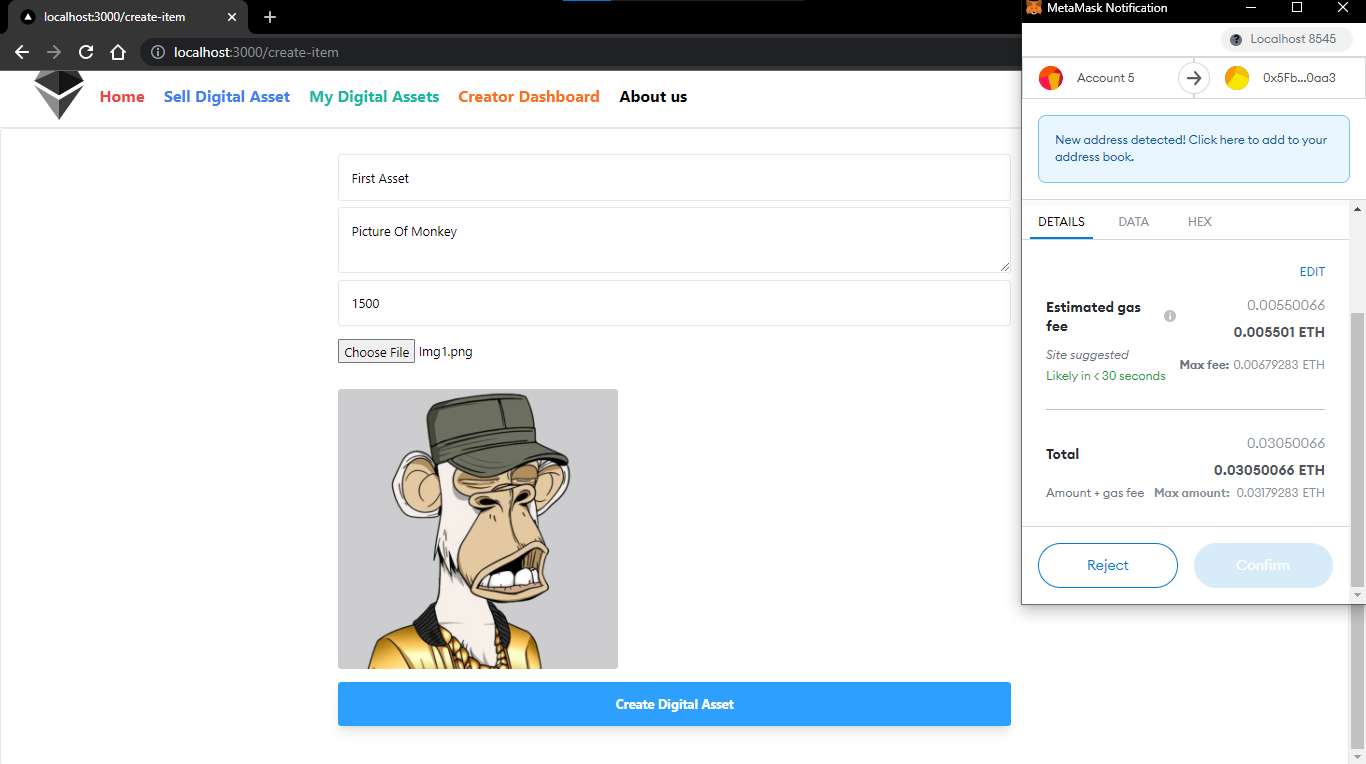 localhost:3000/create-item
localhost:3000/create-item
Home Sell Digital Asset My Digital Assets Creator Dashboard About us
First Asset
Picture Of Monkey
1500
Choose File Img1.png
Create Digital Asset
MetaMask Notification
Localhost 8545
Account 5 0x5Fb...0aa3
New address detected! Click here to add to your
address book.
DETAILS DATA HEX
EDIT
Estimated gas
fee
0.00550066
0.005501 ETH
Site suggested
Likely in < 30 seconds
Max fee: 0.00679283 ETH
0.03050066
Total
0.03050066 ETH
Amount + gas fee Max amount: 0.03179283 ETH
Reject Confirm